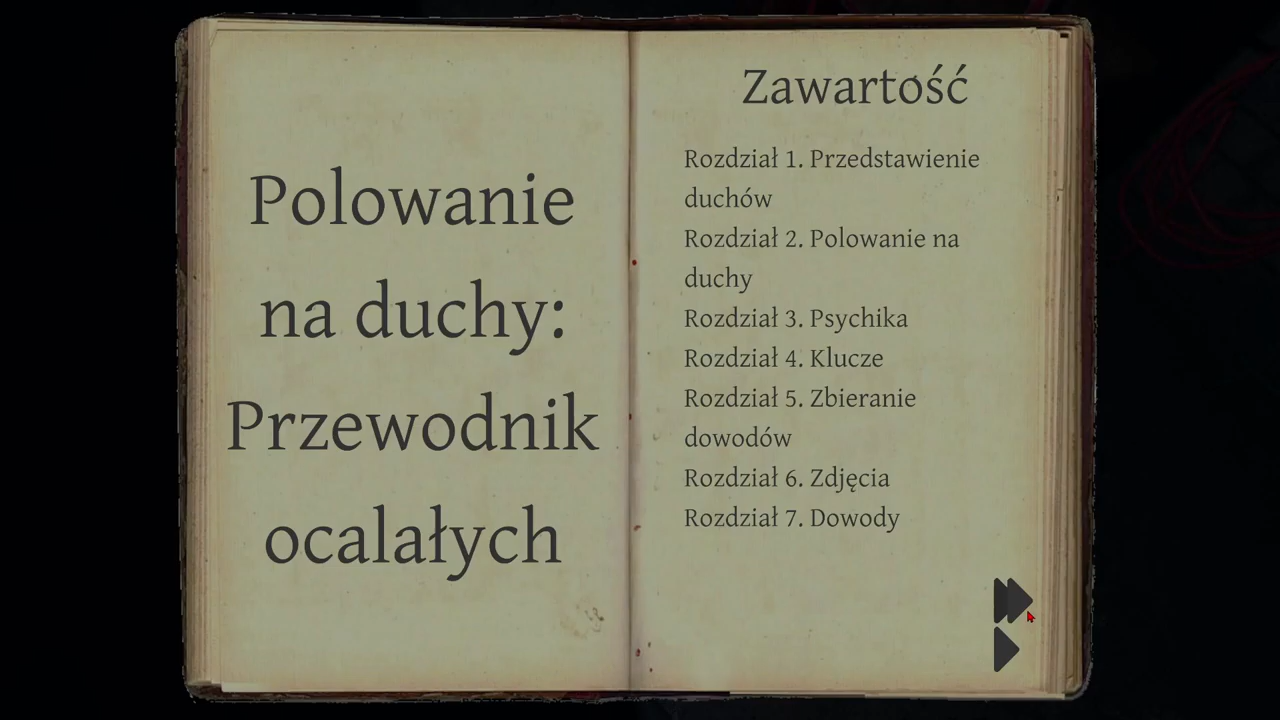 Polowanie
na duchy:
Przewodnik
ocalałych
Zawartość
Rozdział 1. Przedstawienie
duchów
Rozdział 2. Polowanie na
duchy
Rozdział 3. Psychika
Rozdział 4. Klucze
Rozdział 5. Zbieranie
dowodów
Rozdział 6. Zdjęcia
Rozdział 7. Dowody